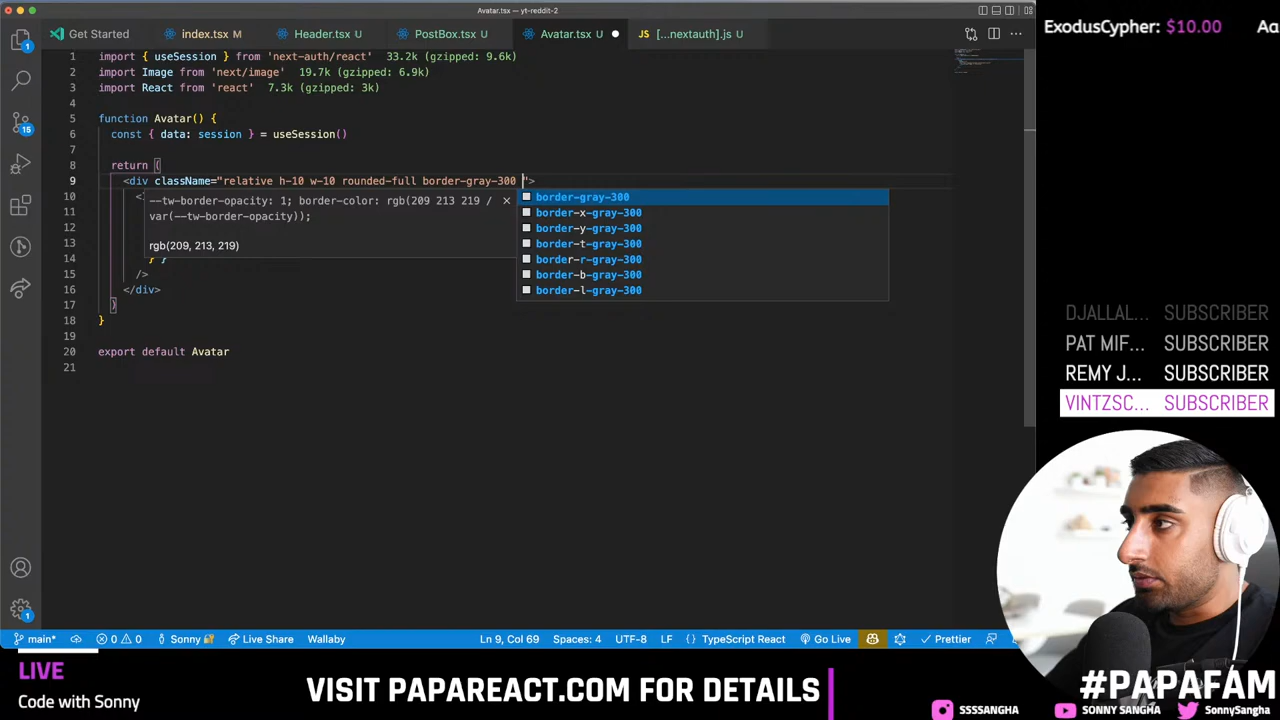 Avatar.tsx — yt-reddit-2
Get Started
index.tsx M
Header.tsx U
PostBox.tsx U
Avatar.tsx U
JS [...nextauth].js U
ExodusCypher: $10.00 Aa
1 import { useSession } from 'next-auth/react' 33.2k (gzipped: 9.6k)
2 import Image from 'next/image' 19.7k (gzipped: 6.9k)
3 import React from 'react' 7.3k (gzipped: 3k)
4
5 function Avatar() {
6 const { data: session } = useSession()
7
8 return (
9 <div className="relative h-10 w-10 rounded-full border-gray-300 ">
10 <
--tw-border-opacity: 1; border-color: rgb(209 213 219 /
var(--tw-border-opacity));
rgb(209, 213, 219)
border-gray-300
border-x-gray-300
border-y-gray-300
border-t-gray-300
border-r-gray-300
border-b-gray-300
border-l-gray-300
11
12
13
14
15 />
16 </div>
17 )
18 }
19
20 export default Avatar
21
1
15
1
DJALLAL... SUBSCRIBER
PAT MIF... SUBSCRIBER
REMY J... SUBSCRIBER
VINTZSC... SUBSCRIBER
main*
0 0
Sonny
Live Share
Wallaby
Ln 9, Col 69
Spaces: 4
UTF-8
LF
{ } TypeScript React
Go Live
Prettier
LIVE
Code with Sonny
VISIT PAPAREACT.COM FOR DETAILS
#PAPAFAM
SSSSANGHA
SONNY SANGHA
SonnySangha